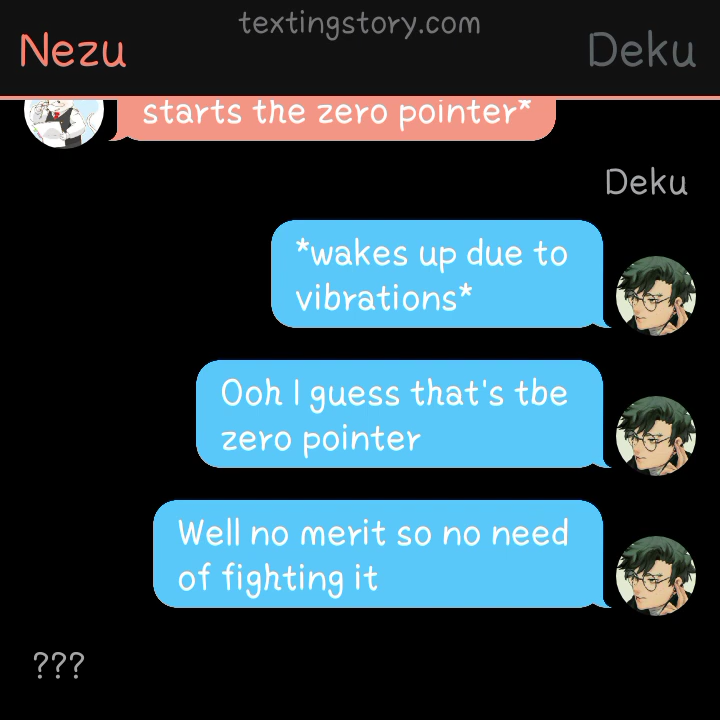 textingstory.com
Nezu
Deku
starts the zero pointer*
Deku
*wakes up due to
vibrations*
Ooh I guess that's tbe
zero pointer
Well no merit so no need
of fighting it
???